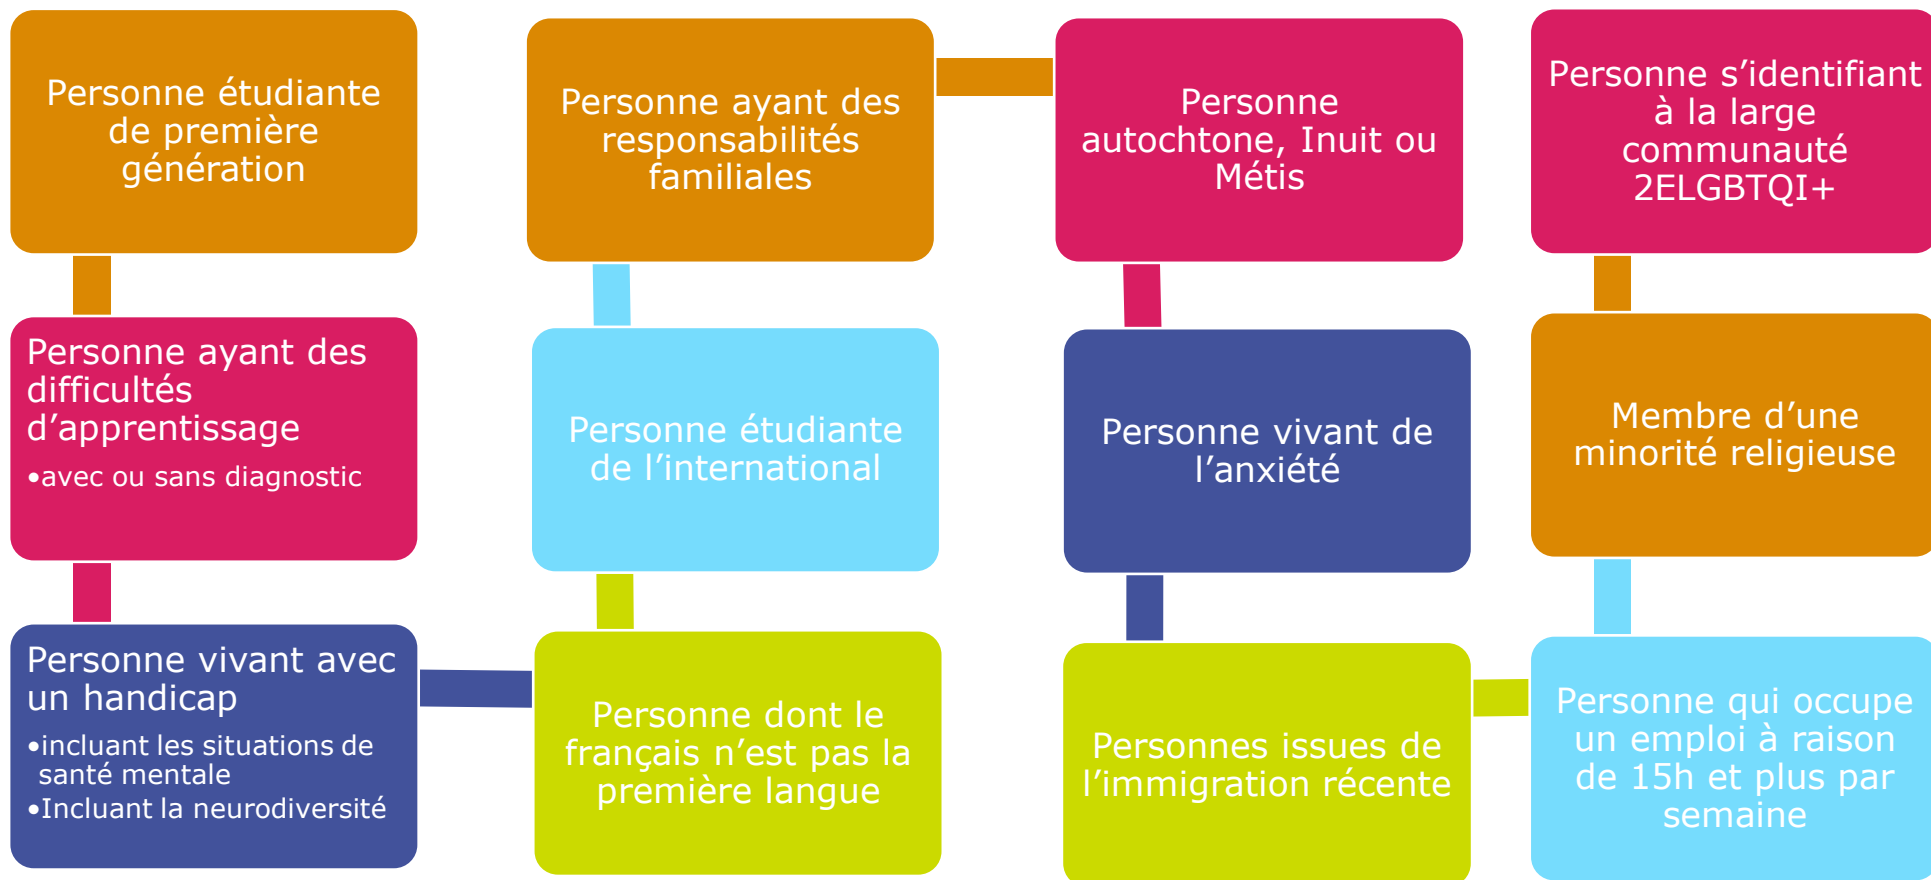 Personne étudiante
de première
génération
Personne ayant des
difficultés
d’apprentissage
•avec ou sans diagnostic
Personne vivant avec
un handicap
•incluant les situations de
santé mentale
•Incluant la neurodiversité
Personne dont le
français n’est pas la
première langue
Personne étudiante
de l’international
Personne ayant des
responsabilités
familiales
Personne
autochtone, Inuit ou
Métis
Personne vivant de
l’anxiété
Personnes issues de
l’immigration récente
Personne qui occupe
un emploi à raison
de 15h et plus par
semaine
Membre d’une
minorité religieuse
Personne s’identifiant
à la large
communauté
2ELGBTQI+